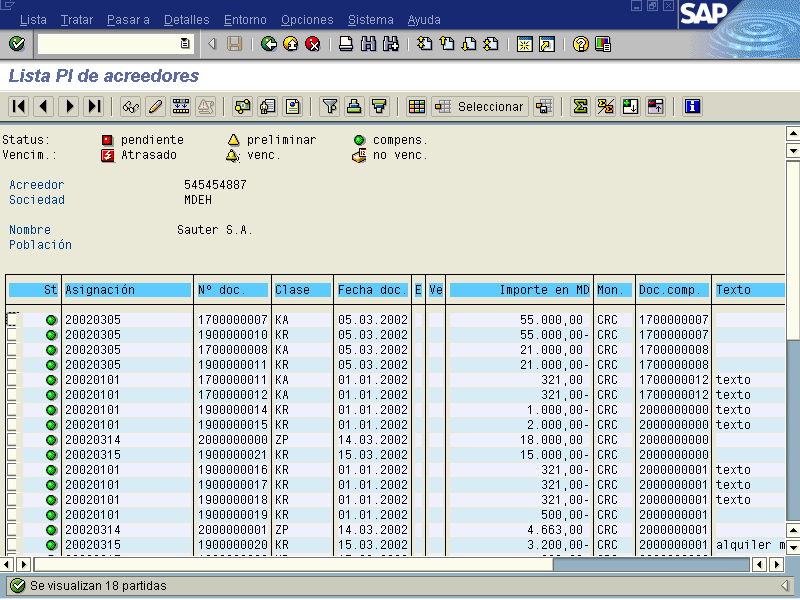 Lista Tratar Pasar a Detalles Entorno Opciones Sistema Ayuda
SAP
Lista PI de acreedores
Seleccionar
Status: pendiente preliminar compens.
Vencim.: Atrasado venc. no venc.
Acreedor 545454887
Sociedad MDEH
Nombre Sauter S.A.
Población
St Asignación Nº doc. Clase Fecha doc. E Ve Importe en MD Mon. Doc.comp. Texto
20020305 1700000007 KA 05.03.2002 55.000,00 CRC 1700000007
20020305 1900000010 KR 05.03.2002 55.000,00- CRC 1700000007
20020305 1700000008 KA 05.03.2002 21.000,00 CRC 1700000008
20020305 1900000011 KR 05.03.2002 21.000,00- CRC 1700000008
20020101 1700000011 KA 01.01.2002 321,00 CRC 1700000012 texto
20020101 1700000012 KA 01.01.2002 321,00- CRC 1700000012 texto
20020101 1900000014 KR 01.01.2002 1.000,00- CRC 2000000000 texto
20020101 1900000015 KR 01.01.2002 2.000,00- CRC 2000000000 texto
20020314 2000000000 ZP 14.03.2002 18.000,00 CRC 2000000000
20020315 1900000021 KR 15.03.2002 15.000,00- CRC 2000000000
20020101 1900000016 KR 01.01.2002 321,00- CRC 2000000001 texto
20020101 1900000017 KR 01.01.2002 321,00- CRC 2000000001 texto
20020101 1900000018 KR 01.01.2002 321,00- CRC 2000000001 texto
20020101 1900000019 KR 01.01.2002 500,00- CRC 2000000001
20020314 2000000001 ZP 14.03.2002 4.663,00 CRC 2000000001
20020315 1900000020 KR 15.03.2002 3.200,00- CRC 2000000001 alquiler m
Se visualizan 18 partidas